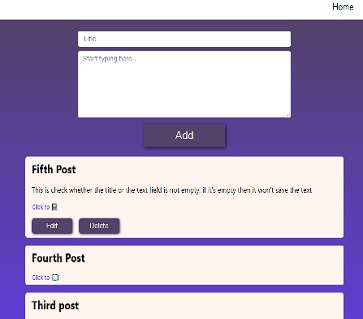 Home
Title
Start typing here...
Add
Fifth Post
This is check whether the title or the text field is not empty, if it's empty then it won't save the text
Click to
Edit
Delete
Fourth Post
Click to
Third post